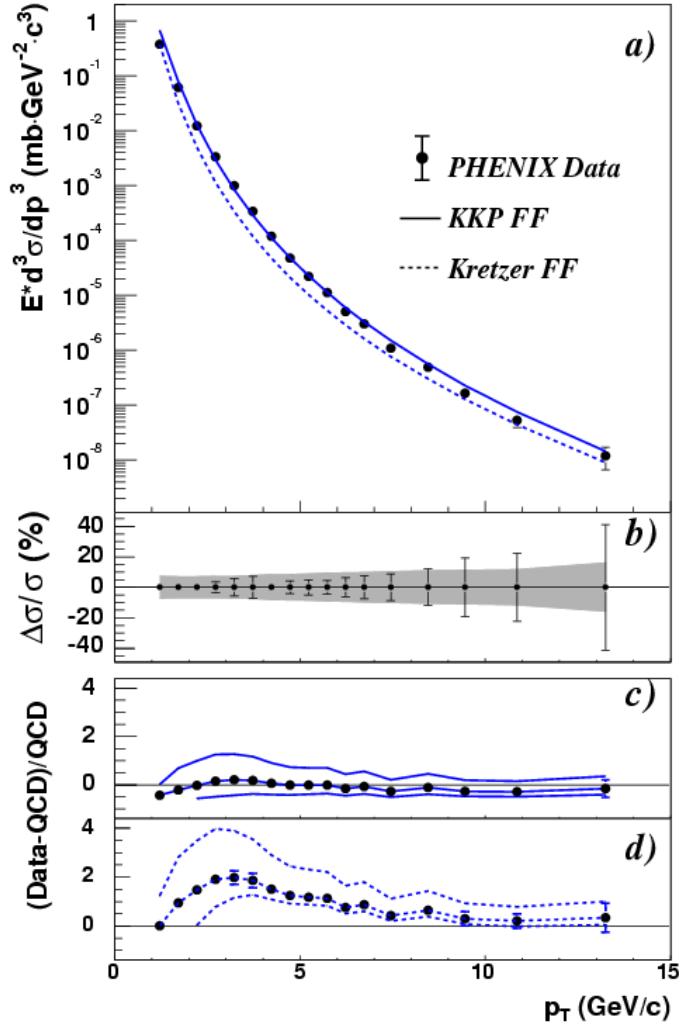 E*d³σ/dp³ (mb·GeV⁻²·c³)
1
10⁻¹
10⁻²
10⁻³
10⁻⁴
10⁻⁵
10⁻⁶
10⁻⁷
10⁻⁸
a)
PHENIX Data
KKP FF
Kretzer FF
Δσ/σ (%)
40
20
0
-20
-40
b)
(Data-QCD)/QCD
4
2
0
c)
4
2
0
d)
0 5 10 15
p_T (GeV/c)